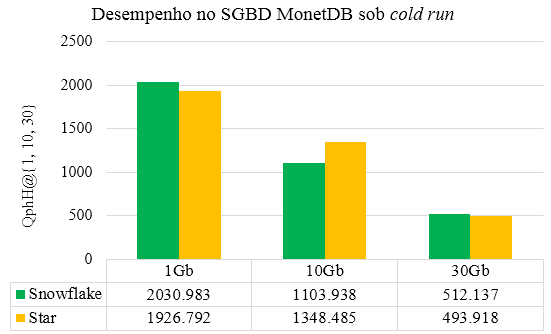 Desempenho no SGBD MonetDB sob cold run
QphH@{1, 10, 30}
2500
2000
1500
1000
500
0
1Gb 10Gb 30Gb
Snowflake 2030.983 1103.938 512.137
Star 1926.792 1348.485 493.918